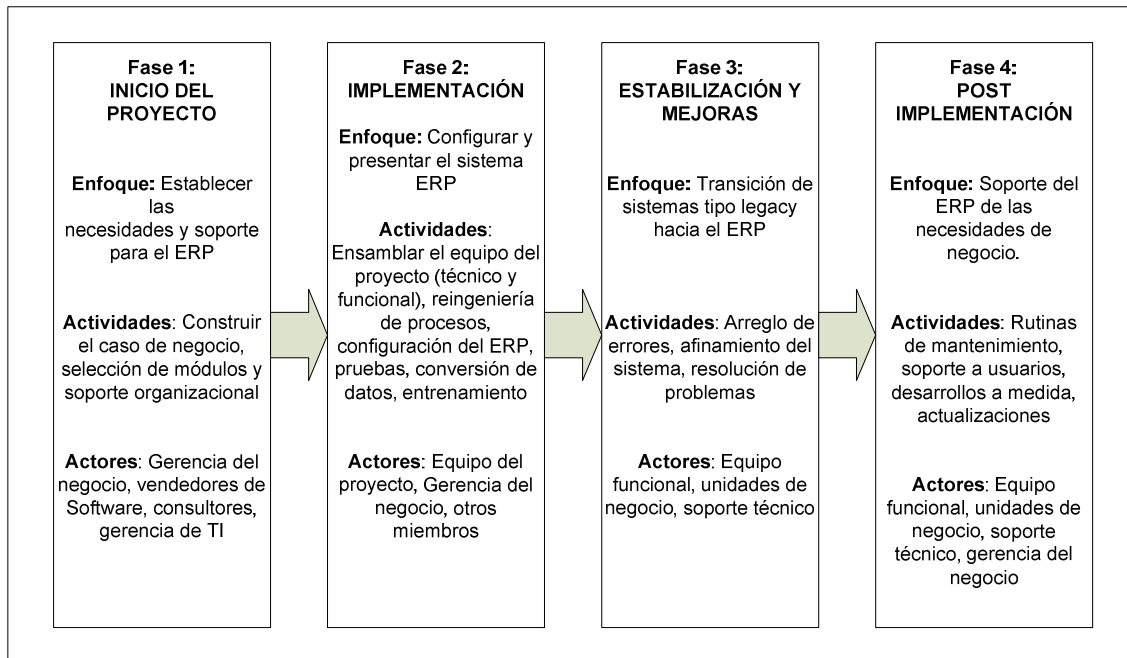 Fase 1:
INICIO DEL
PROYECTO
Enfoque: Establecer
las
necesidades y soporte
para el ERP
Actividades: Construir
el caso de negocio,
selección de módulos y
soporte organizacional
Actores: Gerencia del
negocio, vendedores de
Software, consultores,
gerencia de TI
Fase 2:
IMPLEMENTACIÓN
Enfoque: Configurar y
presentar el sistema
ERP
Actividades:
Ensamblar el equipo del
proyecto (técnico y
funcional), reingeniería
de procesos,
configuración del ERP,
pruebas, conversión de
datos, entrenamiento
Actores: Equipo del
proyecto, Gerencia del
negocio, otros
miembros
Fase 3:
ESTABILIZACIÓN Y
MEJORAS
Enfoque: Transición de
sistemas tipo legacy
hacia el ERP
Actividades: Arreglo de
errores, afinamiento del
sistema, resolución de
problemas
Actores: Equipo
funcional, unidades de
negocio, soporte técnico
Fase 4:
POST
IMPLEMENTACIÓN
Enfoque: Soporte del
ERP de las
necesidades de
negocio.
Actividades: Rutinas
de mantenimiento,
soporte a usuarios,
desarrollos a medida,
actualizaciones
Actores: Equipo
funcional, unidades de
negocio, soporte
técnico, gerencia del
negocio